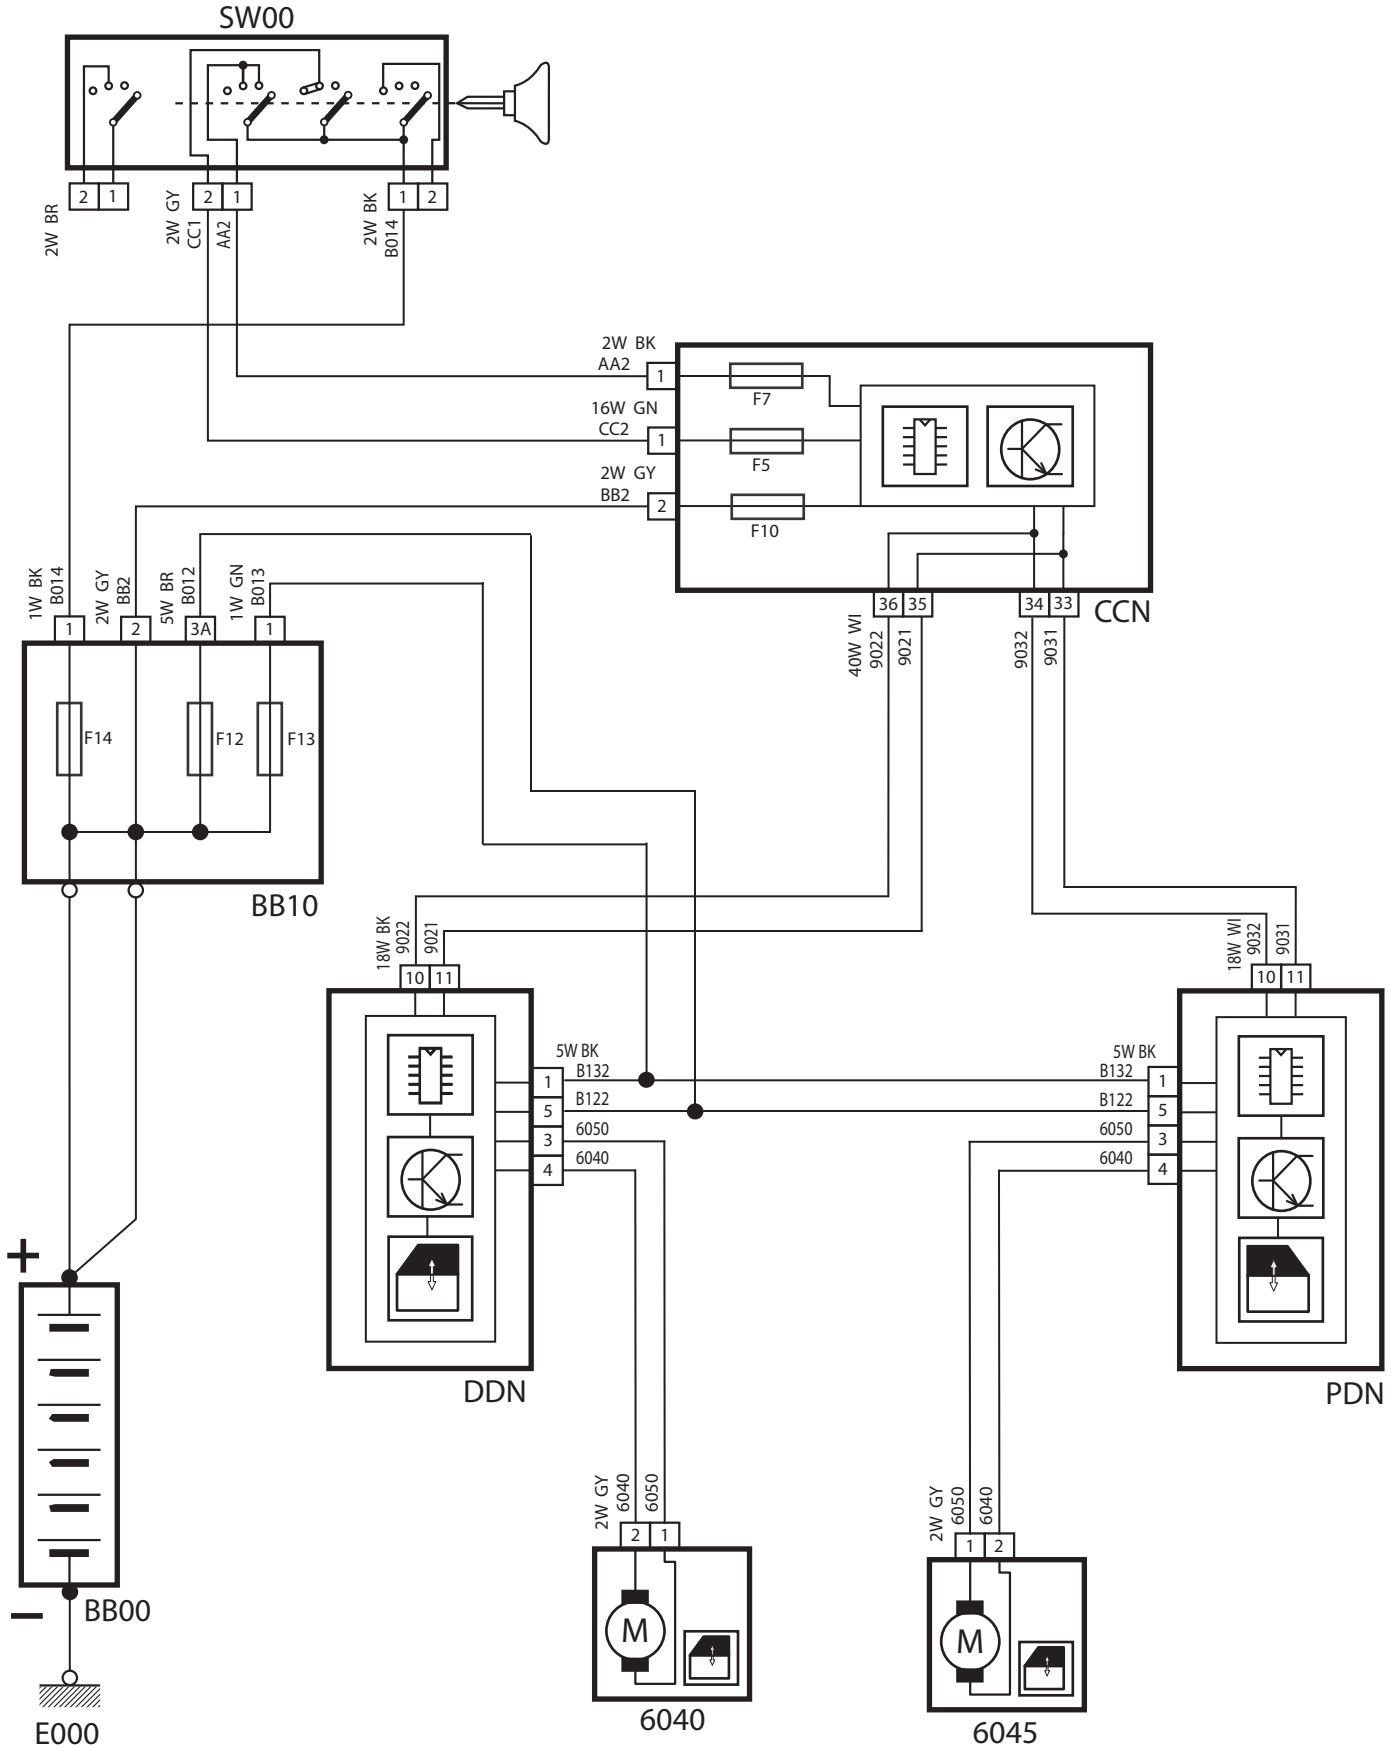 SW00
2 1
2W BR
2 1
2W GY
CC1
AA2
1 2
2W BK
B014
2W BK
AA2
1
F7
16W GN
CC2
1
F5
2W GY
BB2
2
F10
36 35
34 33
CCN
40W WI
9022
9021
9032
9031
1W BK
B014
2W GY
BB2
5W BR
B012
1W GN
B013
1
2
3A
1
F14
F12
F13
BB10
18W BK
9022
9021
10 11
18W WI
9032
9031
10 11
5W BK
1 B132
5 B122
3 6050
4 6040
5W BK
B132 1
B122 5
6050 3
6040 4
DDN
PDN
+
−
BB00
E000
2W GY
6040
6050
2 1
M
6040
2W GY
6050
6040
1 2
M
6045